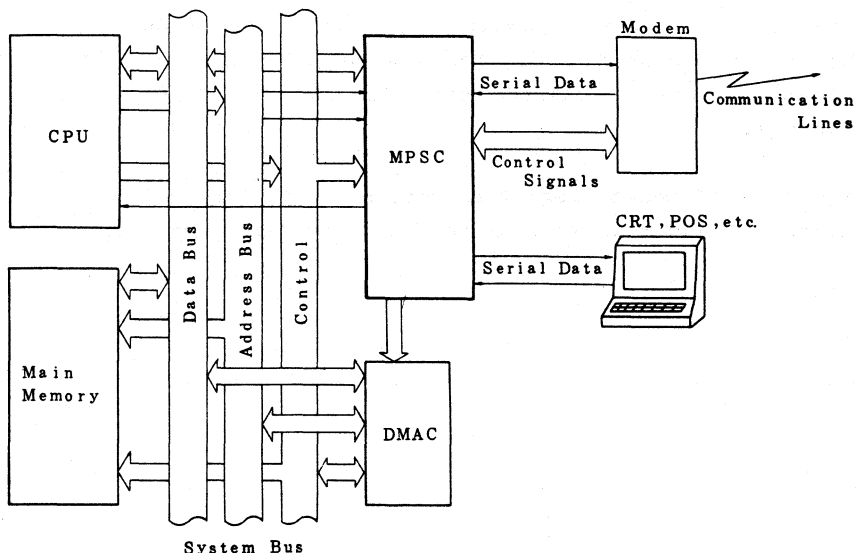 Modem
CPU
MPSC
Serial Data
Communication
Lines
Control
Signals
CRT, POS, etc.
Serial Data
Data Bus
Address Bus
Control
Main
Memory
DMAC
System Bus